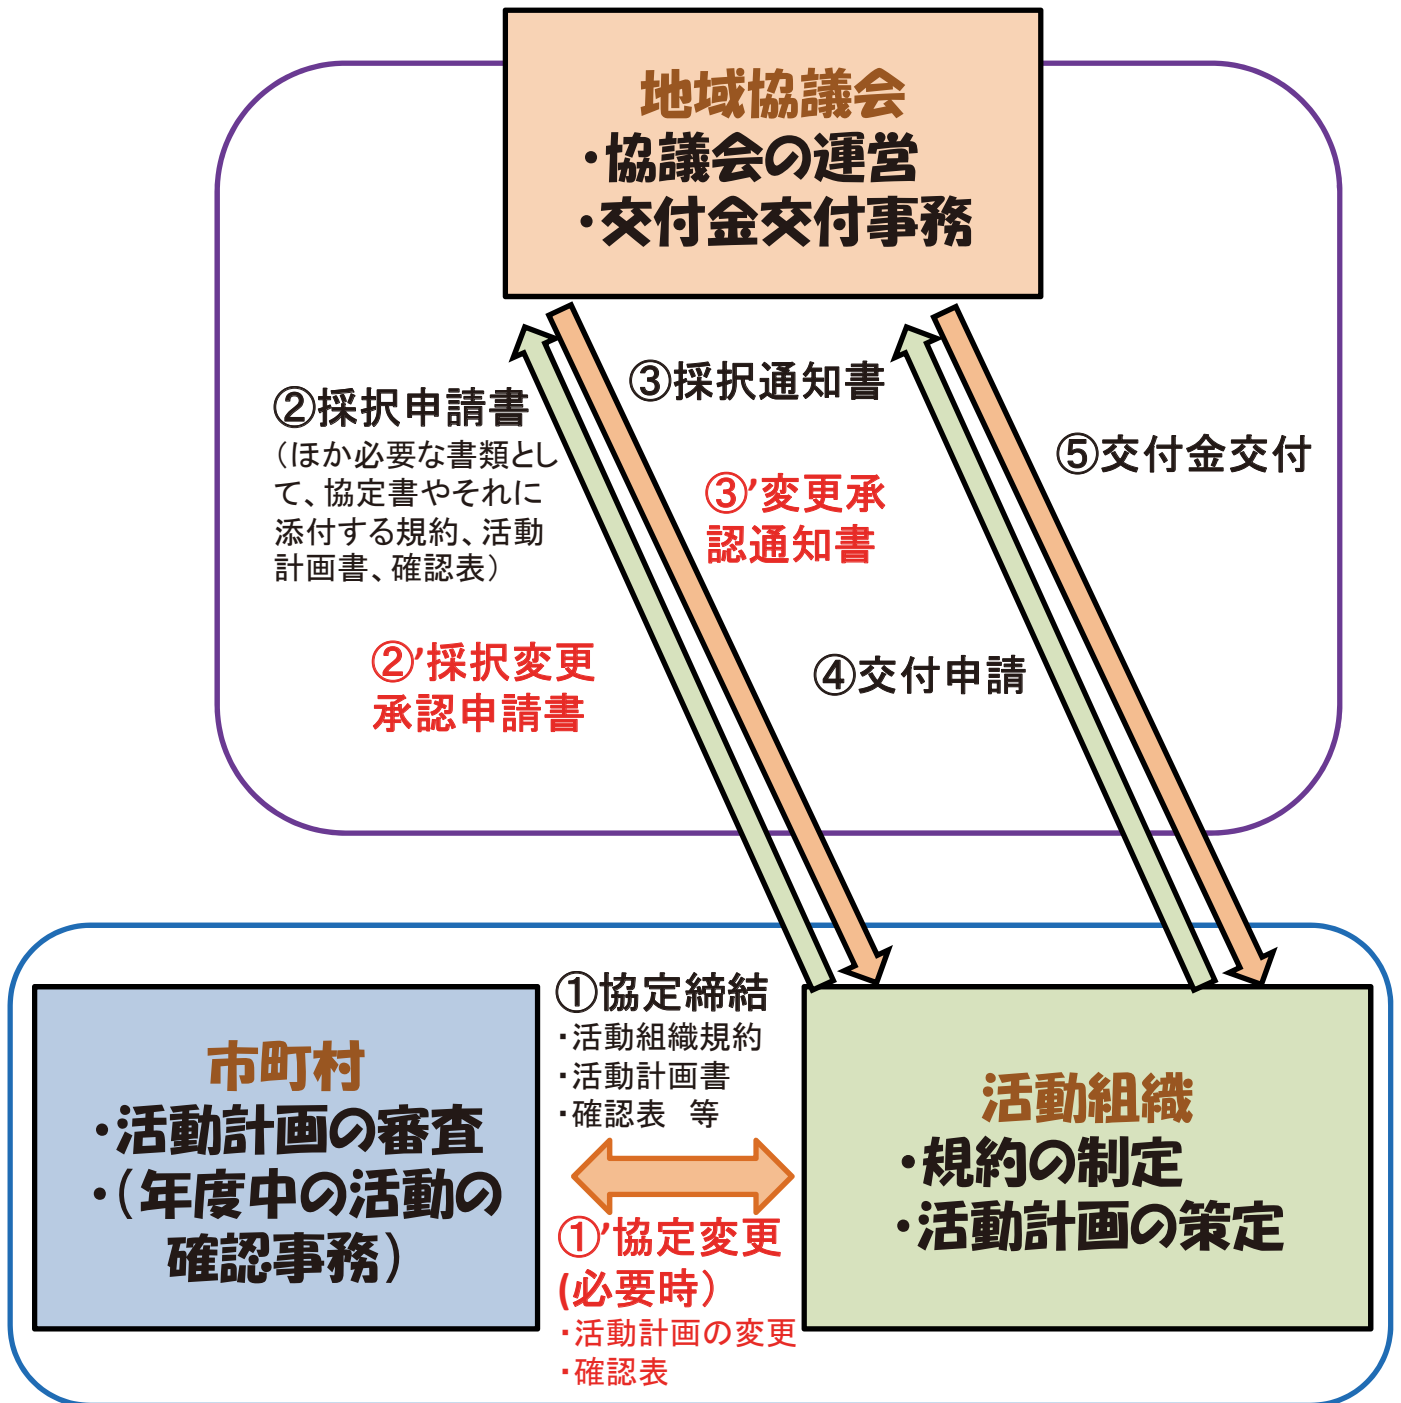 地域協議会
・協議会の運営
・交付金交付事務
②採択申請書
（ほか必要な書類とし
て、協定書やそれに
添付する規約、活動
計画書、確認表）
③採択通知書
③’変更承
認通知書
⑤交付金交付
②’採択変更
承認申請書
④交付申請
市町村
・活動計画の審査
・（年度中の活動の
確認事務）
①協定締結
・活動組織規約
・活動計画書
・確認表　等
①’協定変更
(必要時）
・活動計画の変更
・確認表
活動組織
・規約の制定
・活動計画の策定